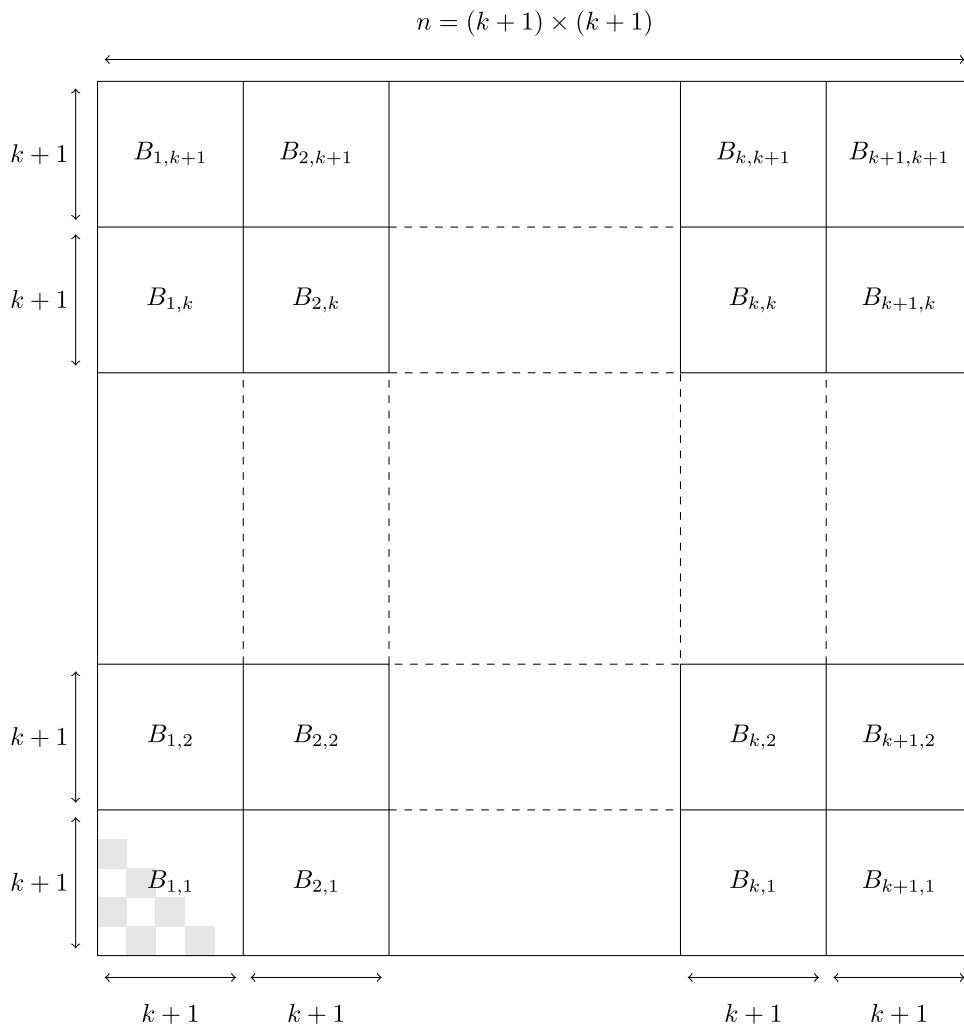 n = (k + 1) × (k + 1)
k + 1 B_{1,k+1} B_{2,k+1} B_{k,k+1} B_{k+1,k+1}
k + 1 B_{1,k} B_{2,k} B_{k,k} B_{k+1,k}
k + 1 B_{1,2} B_{2,2} B_{k,2} B_{k+1,2}
k + 1 B_{1,1} B_{2,1} B_{k,1} B_{k+1,1}
k + 1 k + 1 k + 1 k + 1